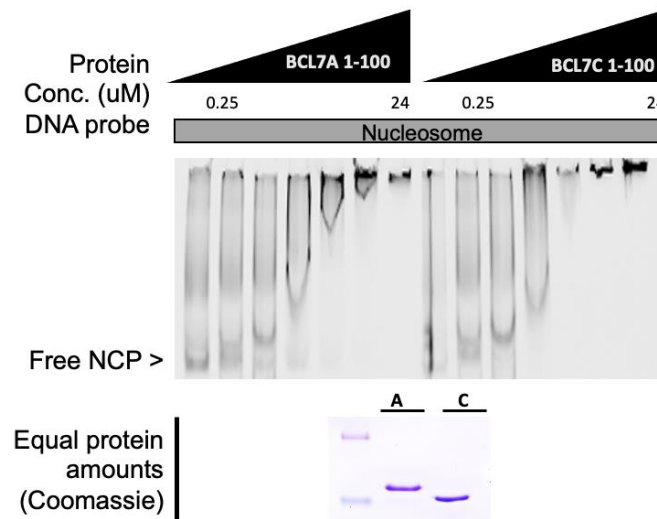 Protein
Conc. (uM)
DNA probe
BCL7A 1-100
BCL7C 1-100
0.25
24
0.25
Nucleosome
Free NCP >
A
C
Equal protein
amounts
(Coomassie)